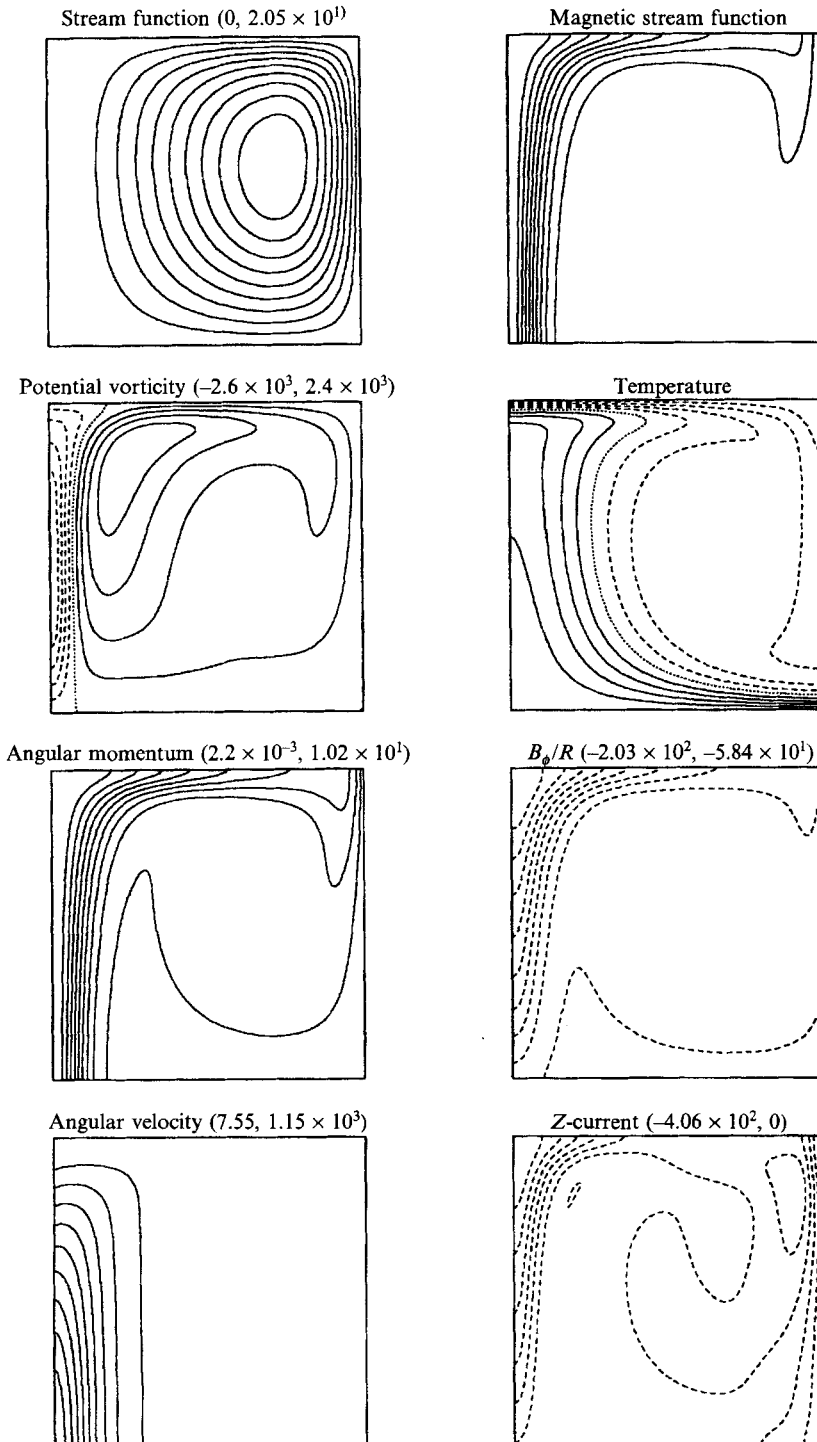 Stream function (0, 2.05 × 10¹⁾
Magnetic stream function
Potential vorticity (–2.6 × 10³, 2.4 × 10³)
Temperature
Angular momentum (2.2 × 10⁻³, 1.02 × 10¹)
B_ϕ/R (–2.03 × 10², –5.84 × 10¹)
Angular velocity (7.55, 1.15 × 10³)
Z-current (–4.06 × 10², 0)